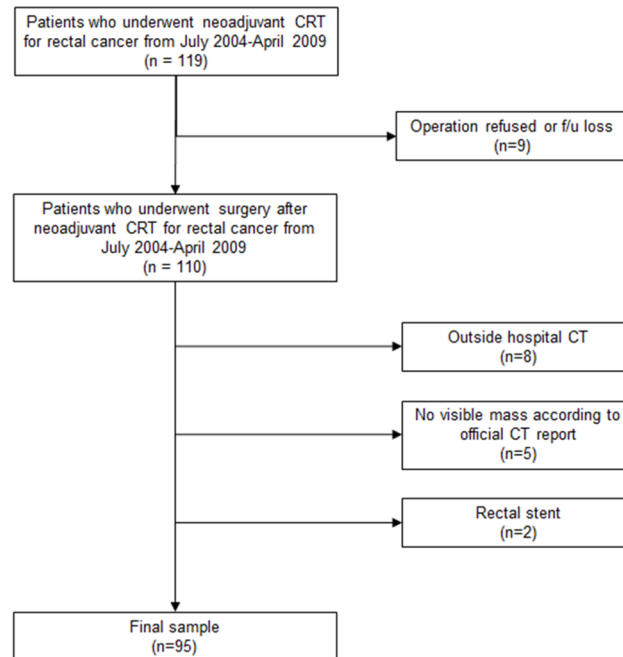 Patients who underwent neoadjuvant CRT
for rectal cancer from July 2004-April 2009
(n = 119)
Operation refused or f/u loss
(n=9)
Patients who underwent surgery after
neoadjuvant CRT for rectal cancer from
July 2004-April 2009
(n = 110)
Outside hospital CT
(n=8)
No visible mass according to
official CT report
(n=5)
Rectal stent
(n=2)
Final sample
(n=95)